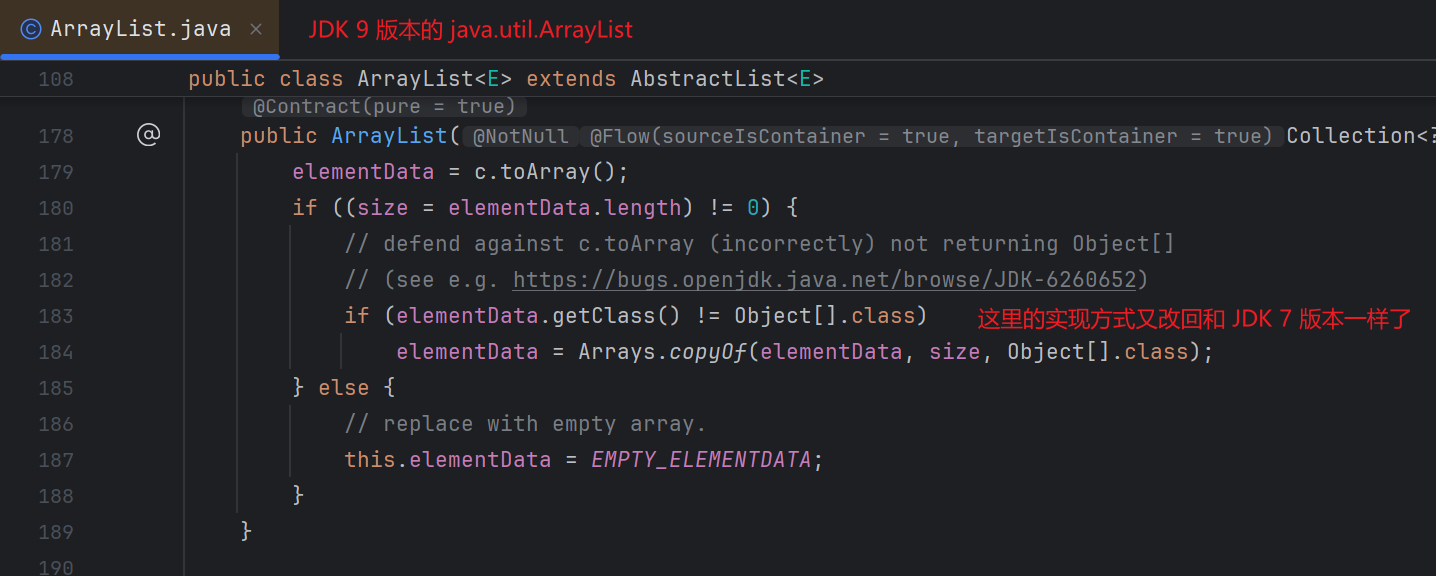 ArrayList.java × JDK 9 版本的 java.util.ArrayList
108 public class ArrayList<E> extends AbstractList<E>
@Contract(pure = true)
178 @ public ArrayList( @NotNull @Flow(sourceIsContainer = true, targetIsContainer = true) Collection<?
179 elementData = c.toArray();
180 if ((size = elementData.length) != 0) {
181 // defend against c.toArray (incorrectly) not returning Object[]
182 // (see e.g. https://bugs.openjdk.java.net/browse/JDK-6260652)
183 if (elementData.getClass() != Object[].class) 这里的实现方式又改回和 JDK 7 版本一样了
184 elementData = Arrays.copyOf(elementData, size, Object[].class);
185 } else {
186 // replace with empty array.
187 this.elementData = EMPTY_ELEMENTDATA;
188 }
189 }
190